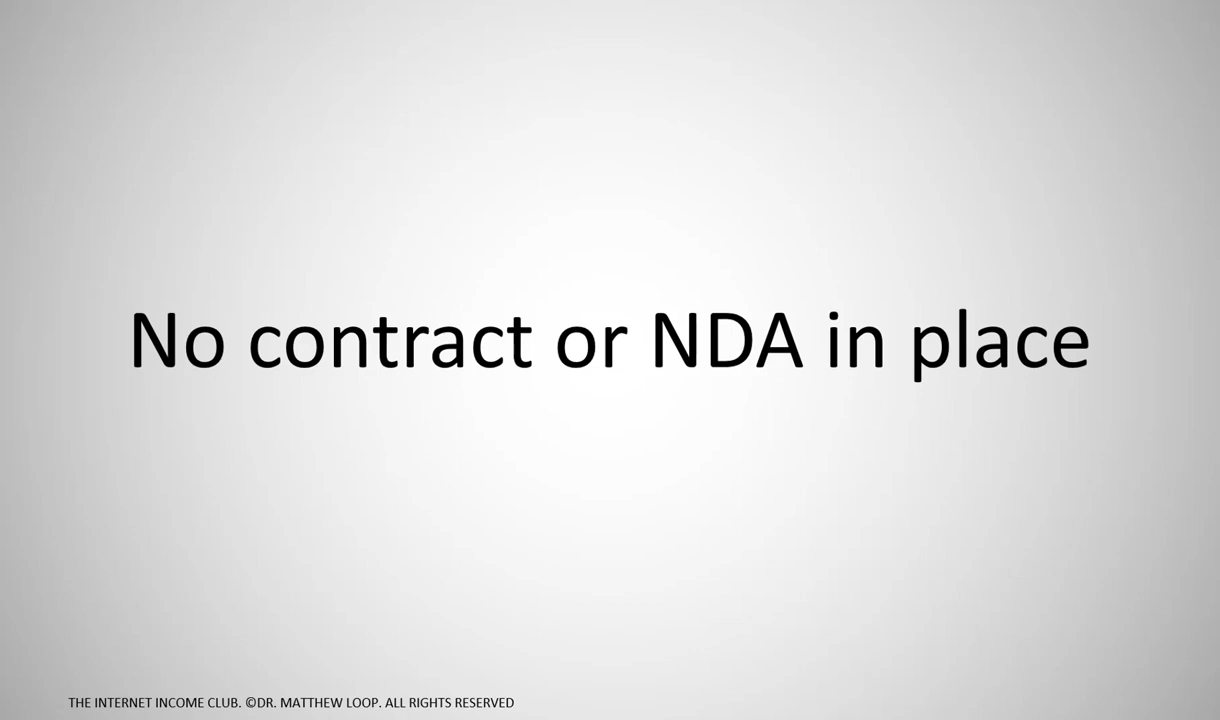 No contract or NDA in place
THE INTERNET INCOME CLUB. ©DR. MATTHEW LOOP. ALL RIGHTS RESERVED